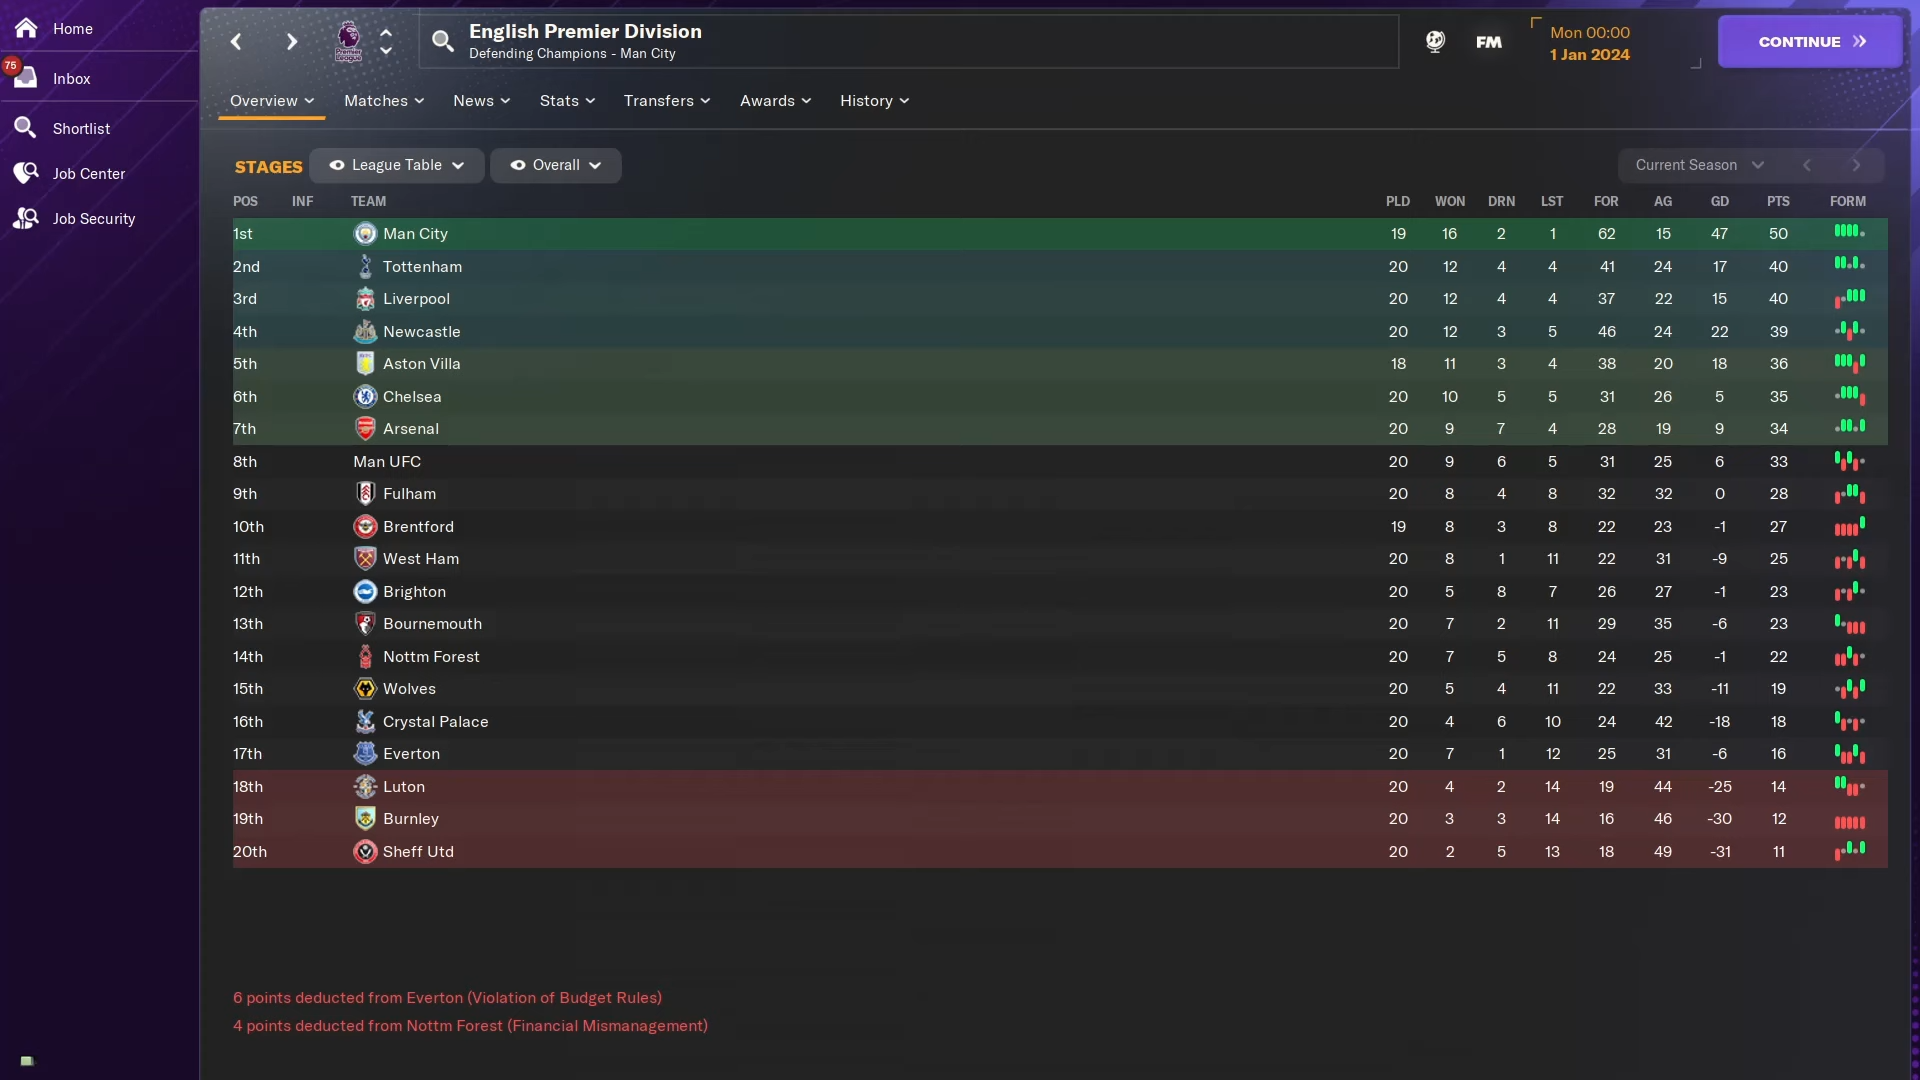 Home
75
Inbox
Shortlist
Job Center
Job Security
English Premier Division
Defending Champions - Man City
FM
Mon 00:00
1 Jan 2024
CONTINUE
Overview Matches News Stats Transfers Awards History
STAGES League Table Overall Current Season
POS INF TEAM PLD WON DRN LST FOR AG GD PTS FORM
1st Man City 19 16 2 1 62 15 47 50
2nd Tottenham 20 12 4 4 41 24 17 40
3rd Liverpool 20 12 4 4 37 22 15 40
4th Newcastle 20 12 3 5 46 24 22 39
5th Aston Villa 18 11 3 4 38 20 18 36
6th Chelsea 20 10 5 5 31 26 5 35
7th Arsenal 20 9 7 4 28 19 9 34
8th Man UFC 20 9 6 5 31 25 6 33
9th Fulham 20 8 4 8 32 32 0 28
10th Brentford 19 8 3 8 22 23 -1 27
11th West Ham 20 8 1 11 22 31 -9 25
12th Brighton 20 5 8 7 26 27 -1 23
13th Bournemouth 20 7 2 11 29 35 -6 23
14th Nottm Forest 20 7 5 8 24 25 -1 22
15th Wolves 20 5 4 11 22 33 -11 19
16th Crystal Palace 20 4 6 10 24 42 -18 18
17th Everton 20 7 1 12 25 31 -6 16
18th Luton 20 4 2 14 19 44 -25 14
19th Burnley 20 3 3 14 16 46 -30 12
20th Sheff Utd 20 2 5 13 18 49 -31 11
6 points deducted from Everton (Violation of Budget Rules)
4 points deducted from Nottm Forest (Financial Mismanagement)